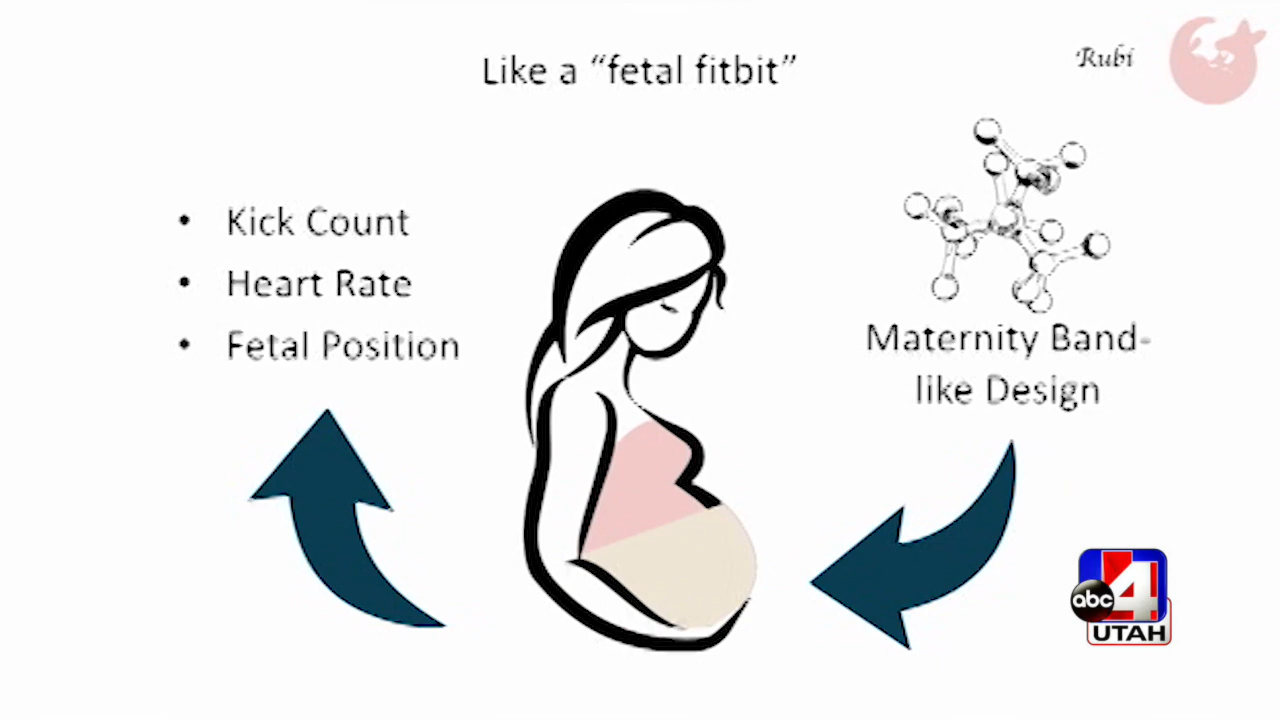 Like a “fetal fitbit”
Rubi
• Kick Count
• Heart Rate
• Fetal Position
Maternity Band-
like Design
abc
4
UTAH